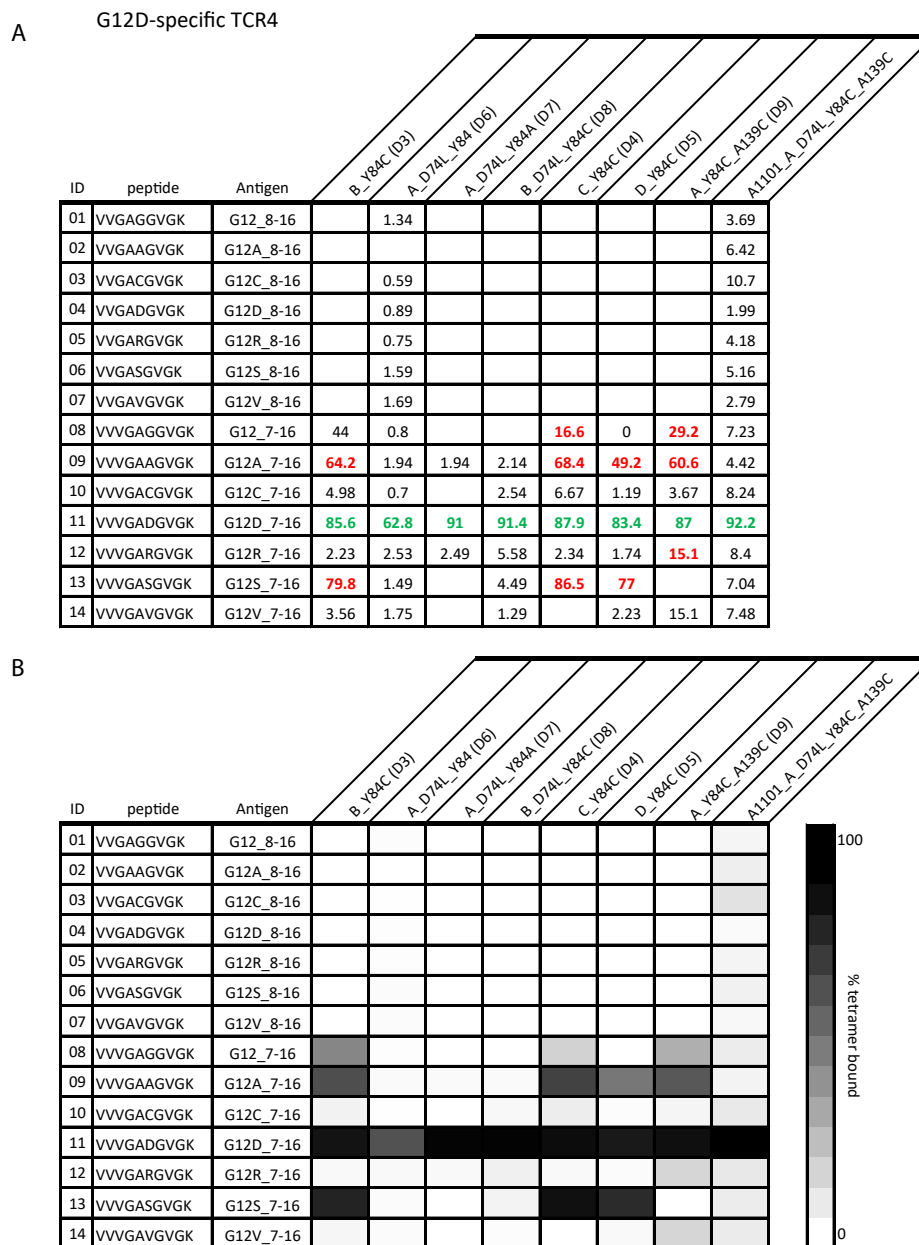 G12D-specific TCR4
A
B_Y84C (D3)
A_D74L_Y84 (D6)
A_D74L_Y84A (D7)
B_D74L_Y84C (D8)
C_Y84C (D4)
D_Y84C (D5)
A_Y84C_A139C (D9)
A1101_A_D74L_Y84C_A139C
ID peptide Antigen
01 VVGAGGVGK G12_8-16 1.34 3.69
02 VVGAAGVGK G12A_8-16 6.42
03 VVGACGVGK G12C_8-16 0.59 10.7
04 VVGADGVGK G12D_8-16 0.89 1.99
05 VVGARGVGK G12R_8-16 0.75 4.18
06 VVGASGVGK G12S_8-16 1.59 5.16
07 VVGAVGVGK G12V_8-16 1.69 2.79
08 VVVGAGGVGK G12_7-16 44 0.8 16.6 0 29.2 7.23
09 VVVGAAGVGK G12A_7-16 64.2 1.94 1.94 2.14 68.4 49.2 60.6 4.42
10 VVVGACGVGK G12C_7-16 4.98 0.7 2.54 6.67 1.19 3.67 8.24
11 VVVGADGVGK G12D_7-16 85.6 62.8 91 91.4 87.9 83.4 87 92.2
12 VVVGARGVGK G12R_7-16 2.23 2.53 2.49 5.58 2.34 1.74 15.1 8.4
13 VVVGASGVGK G12S_7-16 79.8 1.49 4.49 86.5 77 7.04
14 VVVGAVGVGK G12V_7-16 3.56 1.75 1.29 2.23 15.1 7.48
B
B_Y84C (D3)
A_D74L_Y84 (D6)
A_D74L_Y84A (D7)
B_D74L_Y84C (D8)
C_Y84C (D4)
D_Y84C (D5)
A_Y84C_A139C (D9)
A1101_A_D74L_Y84C_A139C
ID peptide Antigen
01 VVGAGGVGK G12_8-16
02 VVGAAGVGK G12A_8-16
03 VVGACGVGK G12C_8-16
04 VVGADGVGK G12D_8-16
05 VVGARGVGK G12R_8-16
06 VVGASGVGK G12S_8-16
07 VVGAVGVGK G12V_8-16
08 VVVGAGGVGK G12_7-16
09 VVVGAAGVGK G12A_7-16
10 VVVGACGVGK G12C_7-16
11 VVVGADGVGK G12D_7-16
12 VVVGARGVGK G12R_7-16
13 VVVGASGVGK G12S_7-16
14 VVVGAVGVGK G12V_7-16
100
% tetramer bound
0